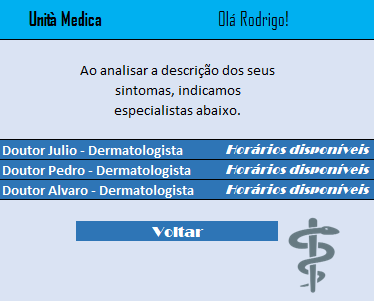 Unità Medica Olá Rodrigo!
Ao analisar a descrição dos seus
sintomas, indicamos
especialistas abaixo.
Doutor Julio - Dermatologista Horários disponíveis
Doutor Pedro - Dermatologista Horários disponíveis
Doutor Alvaro - Dermatologista Horários disponíveis
Voltar